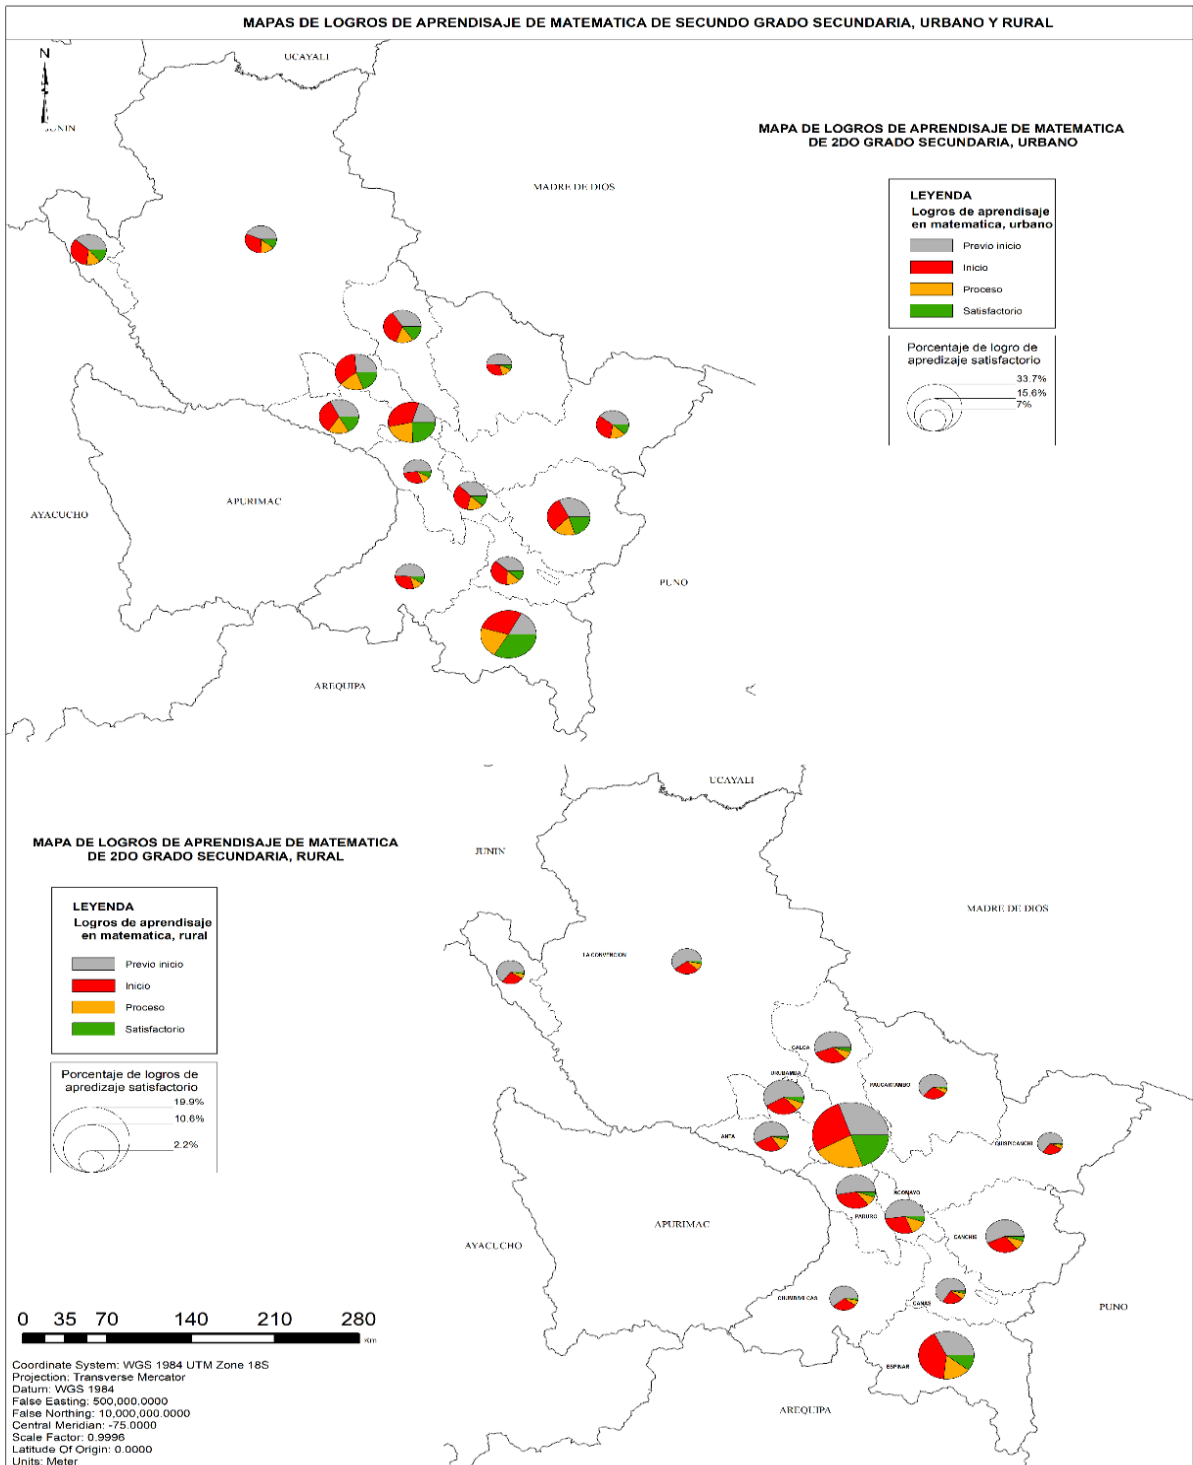 MAPAS DE LOGROS DE APRENDISAJE DE MATEMATICA DE SECUNDO GRADO SECUNDARIA, URBANO Y RURAL
N
UCAYALI
JUNIN
MADRE DE DIOS
APURIMAC
AYACUCHO
PUNO
AREQUIPA
MAPA DE LOGROS DE APRENDISAJE DE MATEMATICA
DE 2DO GRADO SECUNDARIA, URBANO
LEYENDA
Logros de aprendisaje
en matematica, urbano
Previo inicio
Inicio
Proceso
Satisfactorio
Porcentaje de logro de
apredizaje satisfactorio
33.7%
15.6%
7%
MAPA DE LOGROS DE APRENDISAJE DE MATEMATICA
DE 2DO GRADO SECUNDARIA, RURAL
LEYENDA
Logros de aprendisaje
en matematica, rural
Previo inicio
Inicio
Proceso
Satisfactorio
Porcentaje de logros de
apredizaje satisfactorio
19.9%
10.6%
2.2%
UCAYALI
JUNIN
MADRE DE DIOS
LA CONVENCION
CALCA
URUBAMBA
PAUCARTAMBO
ANTA
QUISPICANCHI
ACOMAYO
PARURO
APURIMAC
CANCHIS
AYACUCHO
CHUMBIVILCAS
CANAS
PUNO
ESPINAR
AREQUIPA
0 35 70 140 210 280
Km
Coordinate System: WGS 1984 UTM Zone 18S
Projection: Transverse Mercator
Datum: WGS 1984
False Easting: 500,000.0000
False Northing: 10,000,000.0000
Central Meridian: -75.0000
Scale Factor: 0.9996
Latitude Of Origin: 0.0000
Units: Meter